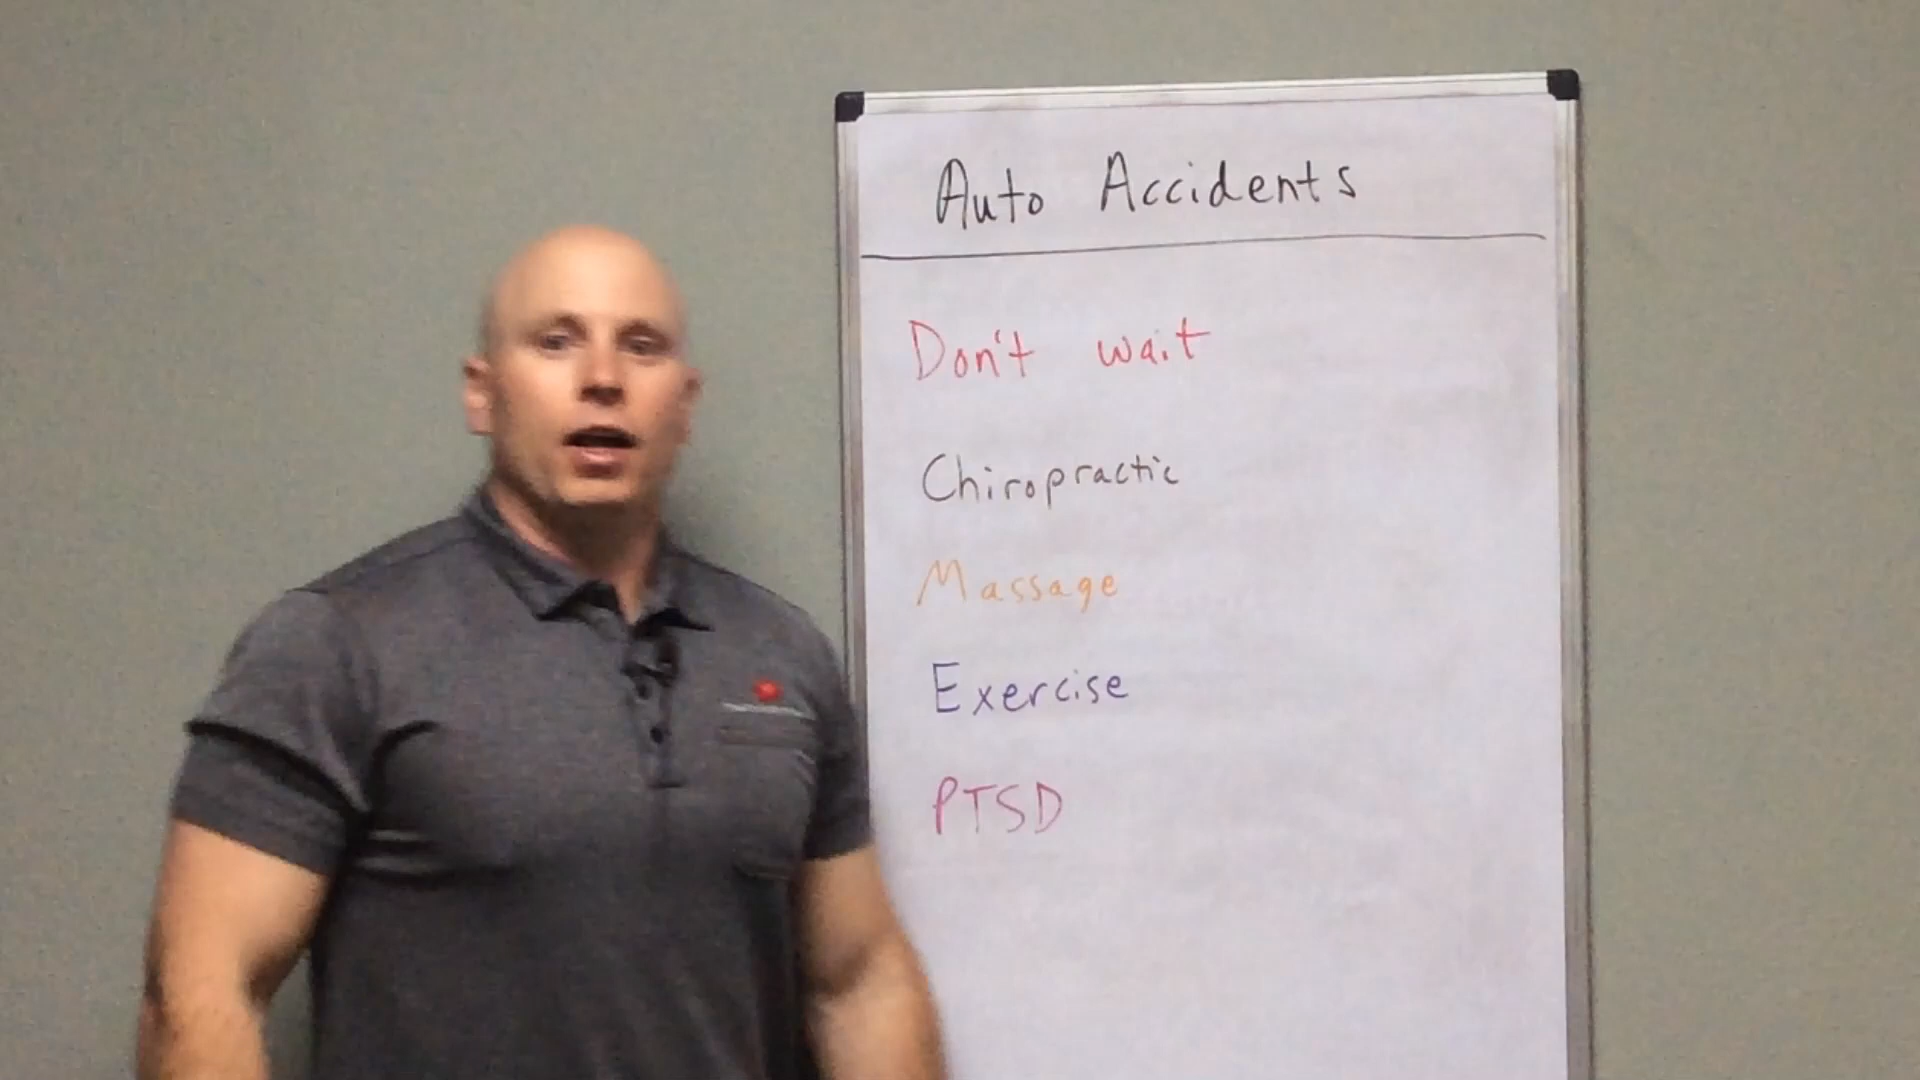 Auto Accidents
Don't wait
Chiropractic
Massage
Exercise
PTSD